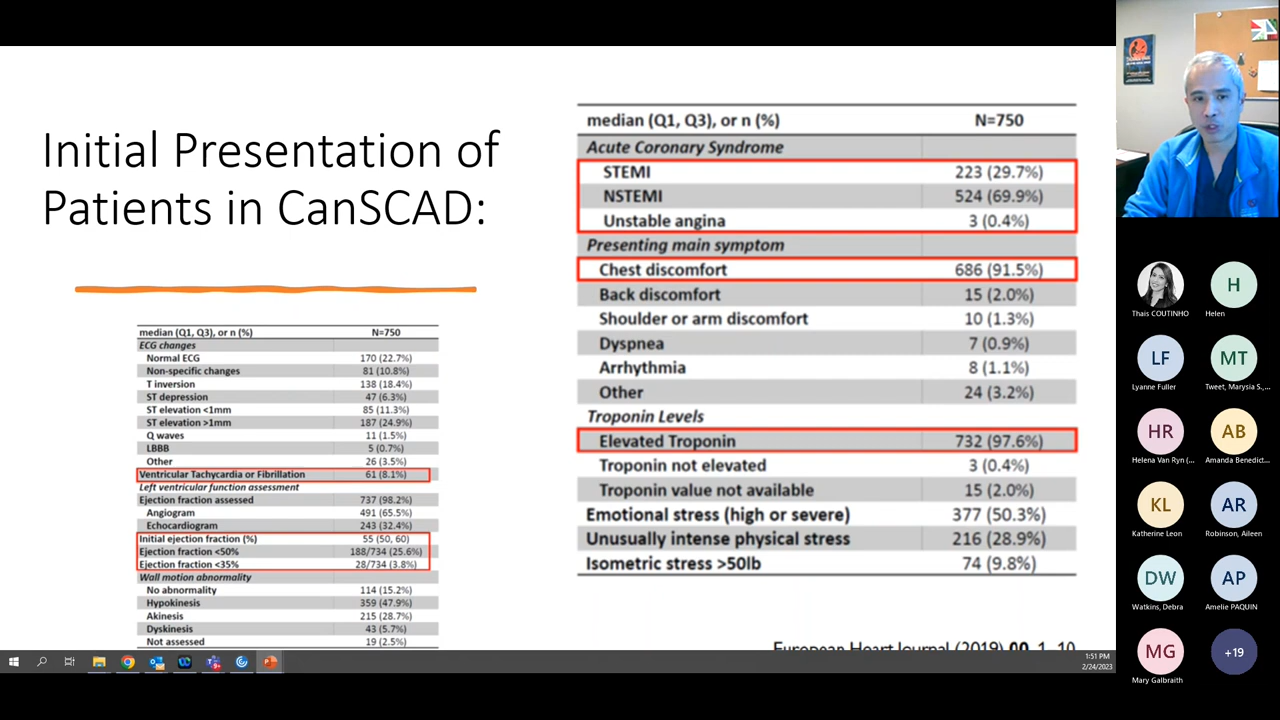 Initial Presentation of
Patients in CanSCAD:
median (Q1, Q3), or n (%) N=750
ECG changes
Normal ECG 170 (22.7%)
Non-specific changes 81 (10.8%)
T inversion 138 (18.4%)
ST depression 47 (6.3%)
ST elevation <1mm 85 (11.3%)
ST elevation >1mm 187 (24.9%)
Q waves 11 (1.5%)
LBBB 5 (0.7%)
Other 26 (3.5%)
Ventricular Tachycardia or Fibrillation 61 (8.1%)
Left ventricular function assessment
Ejection fraction assessed 737 (98.2%)
Angiogram 491 (65.5%)
Echocardiogram 243 (32.4%)
Initial ejection fraction (%) 55 (50, 60)
Ejection fraction <50% 188/734 (25.6%)
Ejection fraction <35% 28/734 (3.8%)
Wall motion abnormality
No abnormality 114 (15.2%)
Hypokinesis 359 (47.9%)
Akinesis 215 (28.7%)
Dyskinesis 43 (5.7%)
Not assessed 19 (2.5%)
median (Q1, Q3), or n (%) N=750
Acute Coronary Syndrome
STEMI 223 (29.7%)
NSTEMI 524 (69.9%)
Unstable angina 3 (0.4%)
Presenting main symptom
Chest discomfort 686 (91.5%)
Back discomfort 15 (2.0%)
Shoulder or arm discomfort 10 (1.3%)
Dyspnea 7 (0.9%)
Arrhythmia 8 (1.1%)
Other 24 (3.2%)
Troponin Levels
Elevated Troponin 732 (97.6%)
Troponin not elevated 3 (0.4%)
Troponin value not available 15 (2.0%)
Emotional stress (high or severe) 377 (50.3%)
Unusually intense physical stress 216 (28.9%)
Isometric stress >50lb 74 (9.8%)
European Heart Journal (2019) 00, 1-10
1:51 PM
2/24/2023
Thais COUTINHO
H
Helen
LF
Lyanne Fuller
MT
Tweet, Marysia S.,...
HR
Helena Van Ryn (...
AB
Amanda Benedict...
KL
Katherine Leon
AR
Robinson, Aileen
DW
Watkins, Debra
AP
Amelie PAQUIN
MG
Mary Galbraith
+19